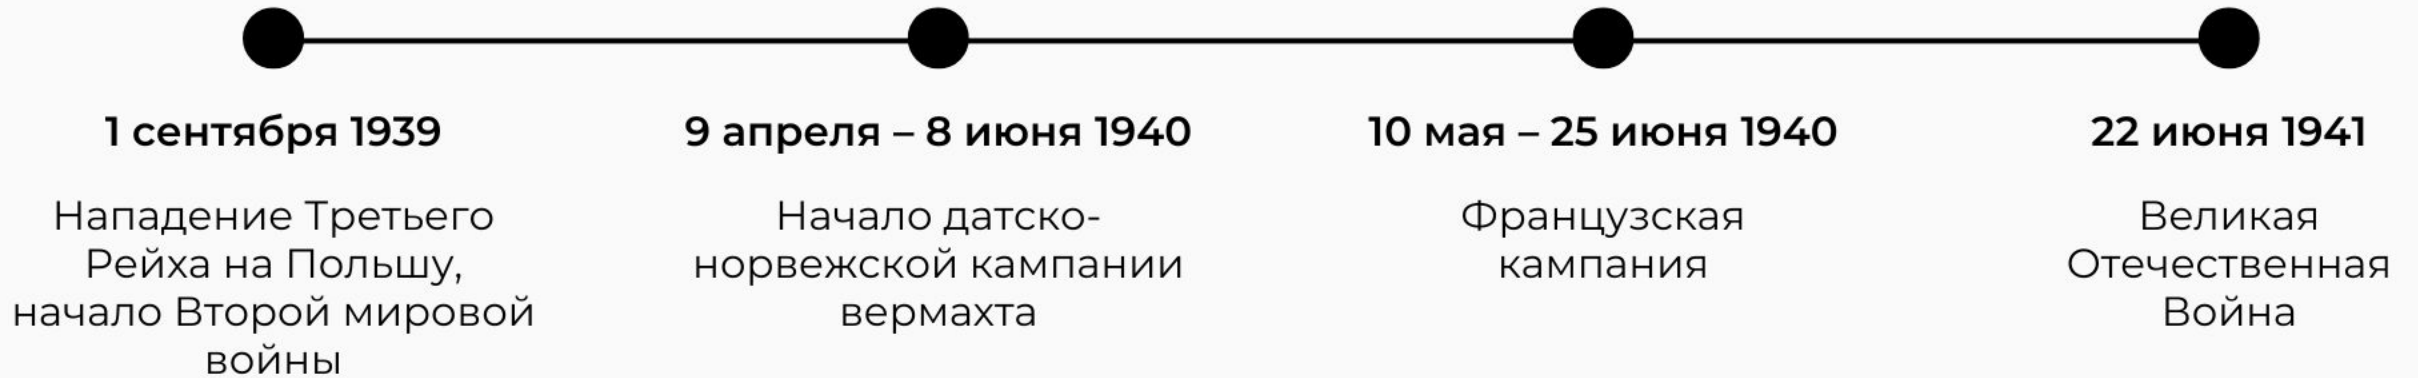 1 сентября 1939
Нападение Третьего
Рейха на Польшу,
начало Второй мировой
войны
9 апреля – 8 июня 1940
Начало датско-
норвежской кампании
вермахта
10 мая – 25 июня 1940
Французская
кампания
22 июня 1941
Великая
Отечественная
Война